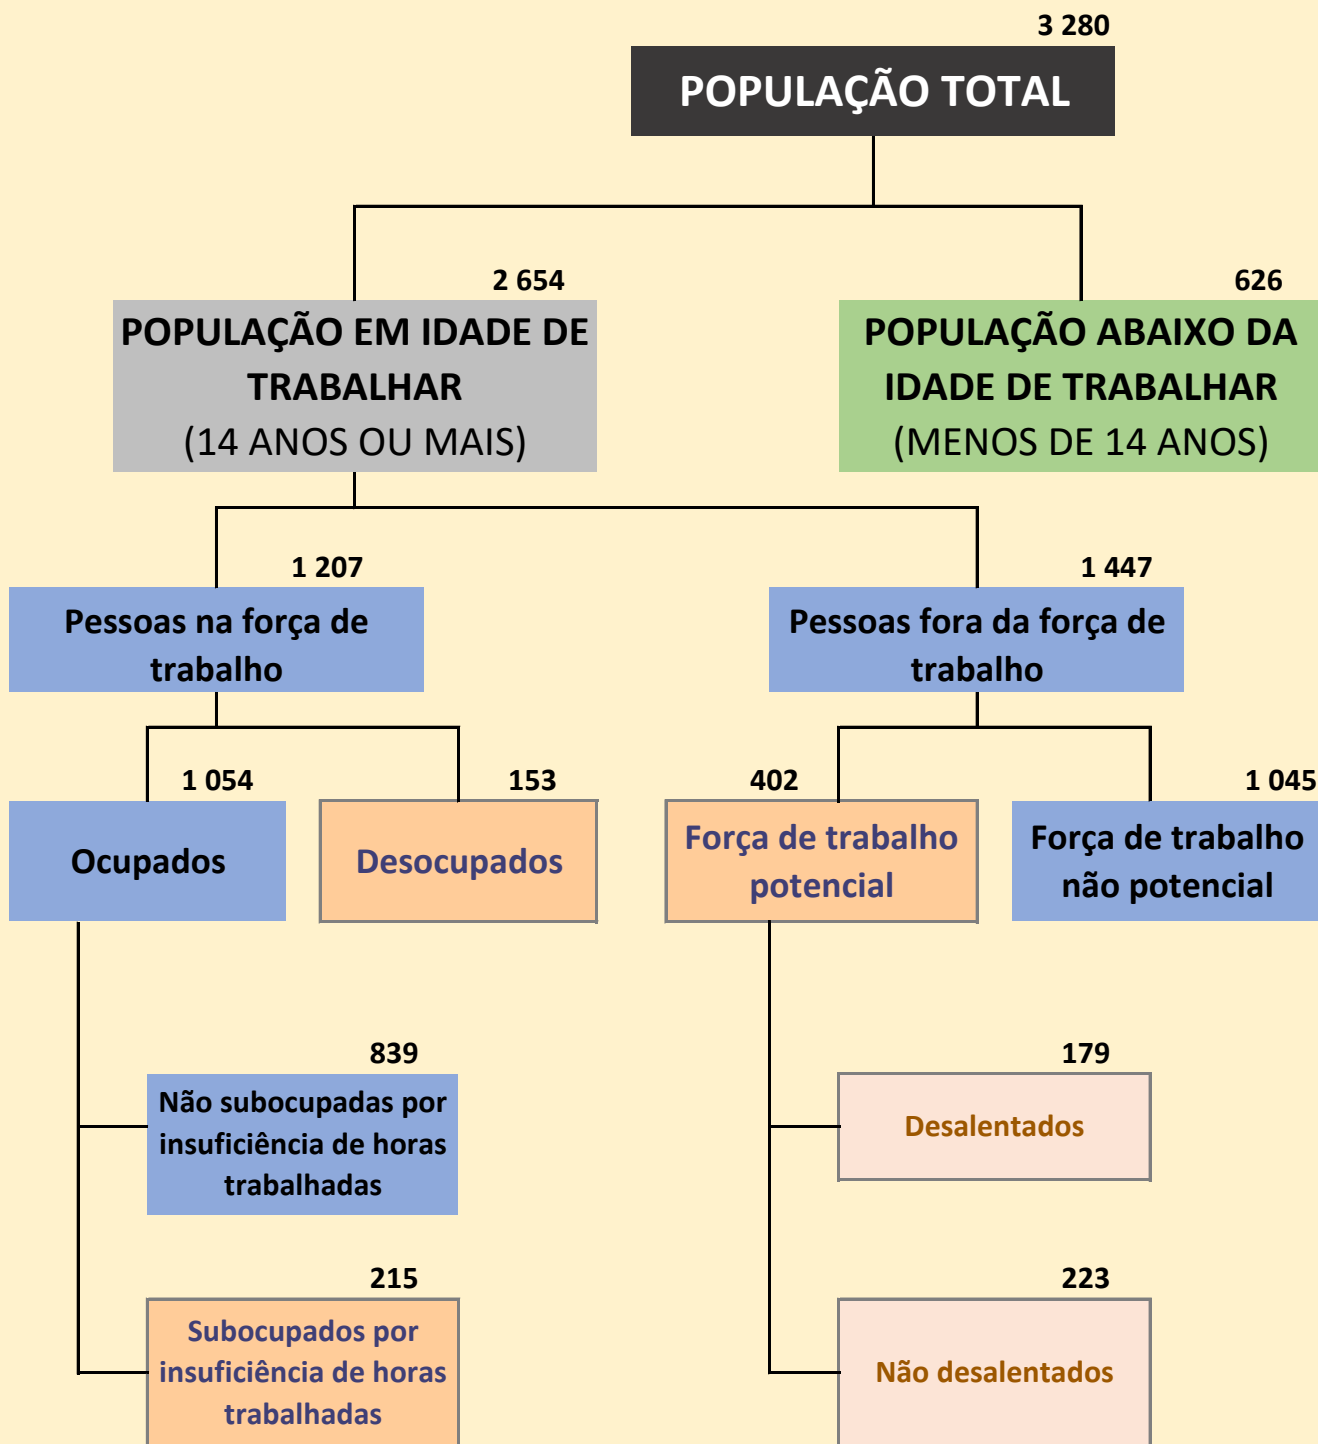 3 280
POPULAÇÃO TOTAL
2 654
POPULAÇÃO EM IDADE DE
TRABALHAR
(14 ANOS OU MAIS)
626
POPULAÇÃO ABAIXO DA
IDADE DE TRABALHAR
(MENOS DE 14 ANOS)
1 207
Pessoas na força de
trabalho
1 447
Pessoas fora da força de
trabalho
1 054
Ocupados
153
Desocupados
402
Força de trabalho
potencial
1 045
Força de trabalho
não potencial
839
Não subocupadas por
insuficiência de horas
trabalhadas
179
Desalentados
215
Subocupados por
insuficiência de horas
trabalhadas
223
Não desalentados